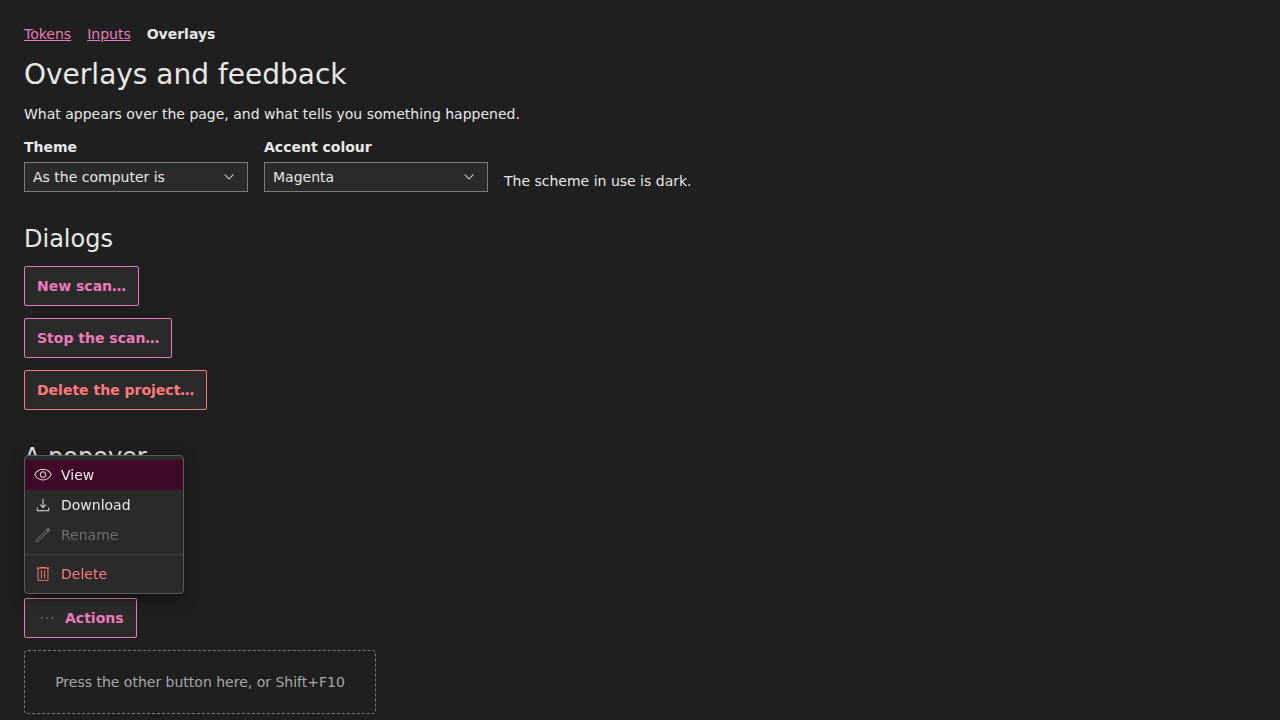 Tokens Inputs Overlays
Overlays and feedback
What appears over the page, and what tells you something happened.
Theme Accent colour
As the computer is Magenta The scheme in use is dark.
Dialogs
New scan...
Stop the scan...
Delete the project...
A popover
View
Download
Rename
Delete
··· Actions
Press the other button here, or Shift+F10